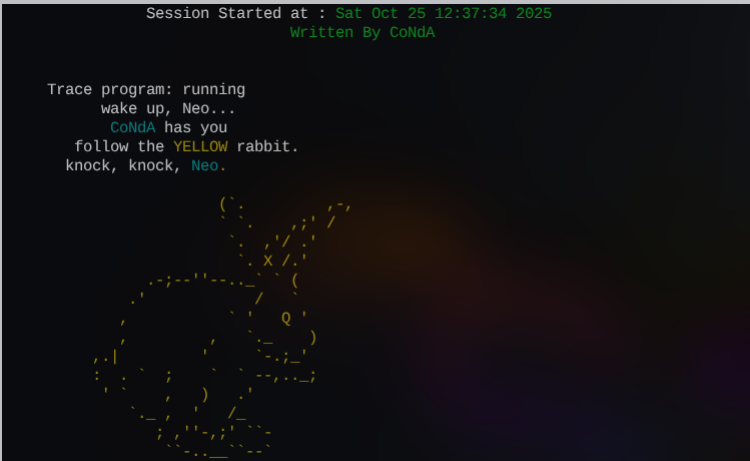 Session Started at : Sat Oct 25 12:37:34 2025
Written By CoNdA
Trace program: running
wake up, Neo...
CoNdA has you
follow the YELLOW rabbit.
knock, knock, Neo.